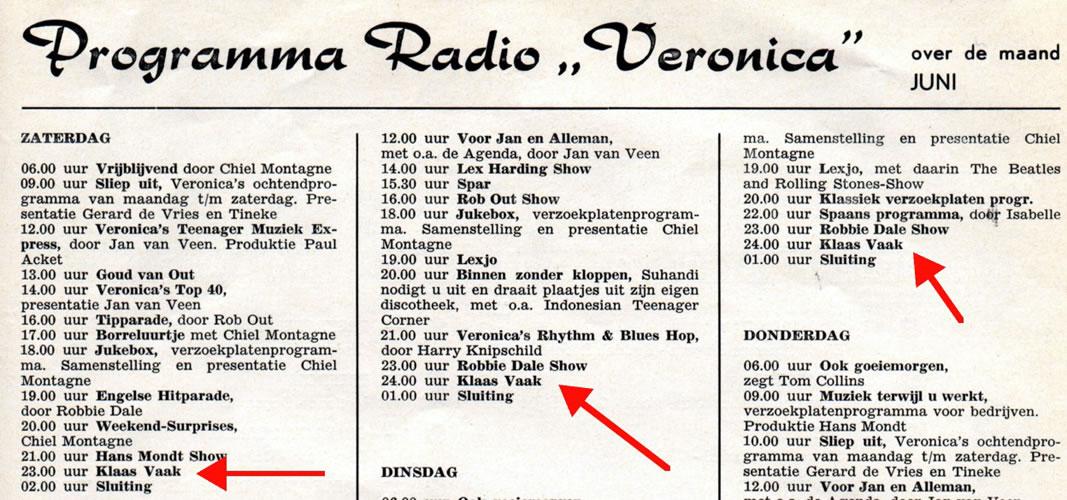 Programma Radio „Veronica”
over de maand
JUNI
ZATERDAG
06.00 uur Vrijblijvend door Chiel Montagne
09.00 uur Sliep uit, Veronica's ochtendpro-
gramma van maandag t/m zaterdag. Pre-
sentatie Gerard de Vries en Tineke
12.00 uur Veronica's Teenager Muziek Ex-
press, door Jan van Veen. Produktie Paul
Acket
13.00 uur Goud van Out
14.00 uur Veronica's Top 40,
presentatie Jan van Veen
16.00 uur Tipparade, door Rob Out
17.00 uur Borreluurtje met Chiel Montagne
18.00 uur Jukebox, verzoekplatenprogram-
ma. Samenstelling en presentatie Chiel
Montagne
19.00 uur Engelse Hitparade,
door Robbie Dale
20.00 uur Weekend-Surprises,
Chiel Montagne
21.00 uur Hans Mondt Show
23.00 uur Klaas Vaak
02.00 uur Sluiting
12.00 uur Voor Jan en Alleman,
met o.a. de Agenda, door Jan van Veen
14.00 uur Lex Harding Show
15.30 uur Spar
16.00 uur Rob Out Show
18.00 uur Jukebox, verzoekplatenprogram-
ma. Samenstelling en presentatie Chiel
Montagne
19.00 uur Lexjo
20.00 uur Binnen zonder kloppen, Suhandi
nodigt u uit en draait plaatjes uit zijn eigen
discotheek, met o.a. Indonesian Teenager
Corner
21.00 uur Veronica's Rhythm & Blues Hop,
door Harry Knipschild
23.00 uur Robbie Dale Show
24.00 uur Klaas Vaak
01.00 uur Sluiting
DINSDAG
ma. Samenstelling en presentatie Chiel
Montagne
19.00 uur Lexjo, met daarin The Beatles
and Rolling Stones-Show
20.00 uur Klassiek verzoekplaten progr.
22.00 uur Spaans programma, door Isabelle
23.00 uur Robbie Dale Show
24.00 uur Klaas Vaak
01.00 uur Sluiting
DONDERDAG
06.00 uur Ook goeiemorgen,
zegt Tom Collins
09.00 uur Muziek terwijl u werkt,
verzoekplatenprogramma voor bedrijven.
Produktie Hans Mondt
10.00 uur Sliep uit, Veronica's ochtendpro-
gramma van maandag t/m zaterdag. Pre-
sentatie Gerard de Vries en Tineke
12.00 uur Voor Jan en Alleman,